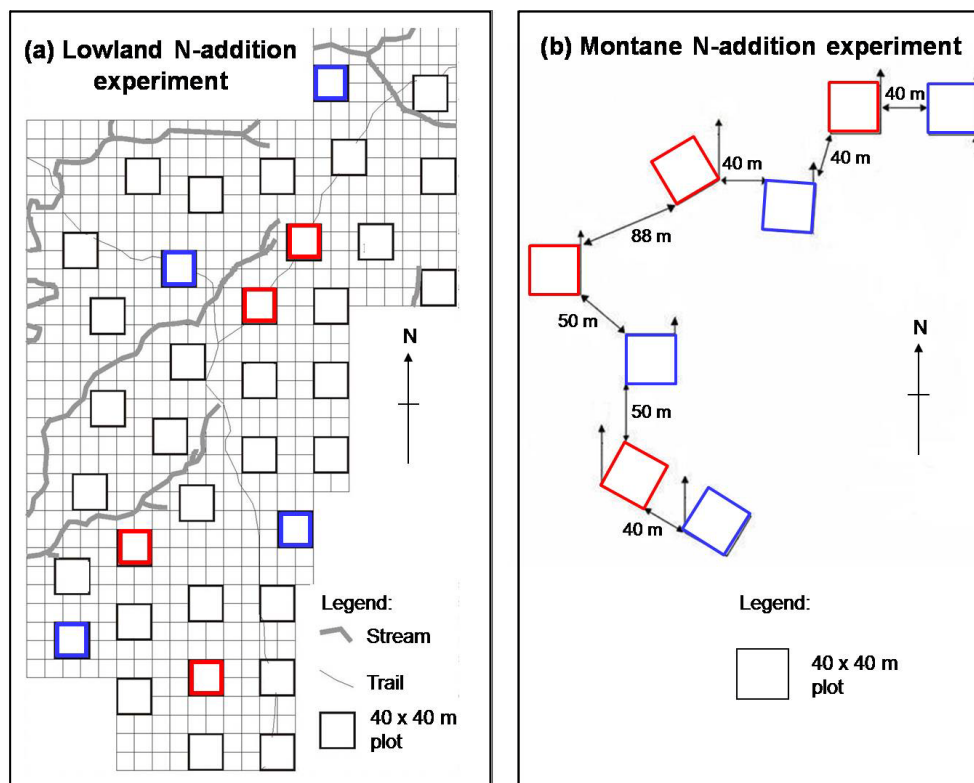 (a) Lowland N-addition
experiment
N
Legend:
Stream
Trail
40 x 40 m
plot
(b) Montane N-addition experiment
40 m
40 m
40 m
88 m
50 m
N
50 m
40 m
Legend:
40 x 40 m
plot